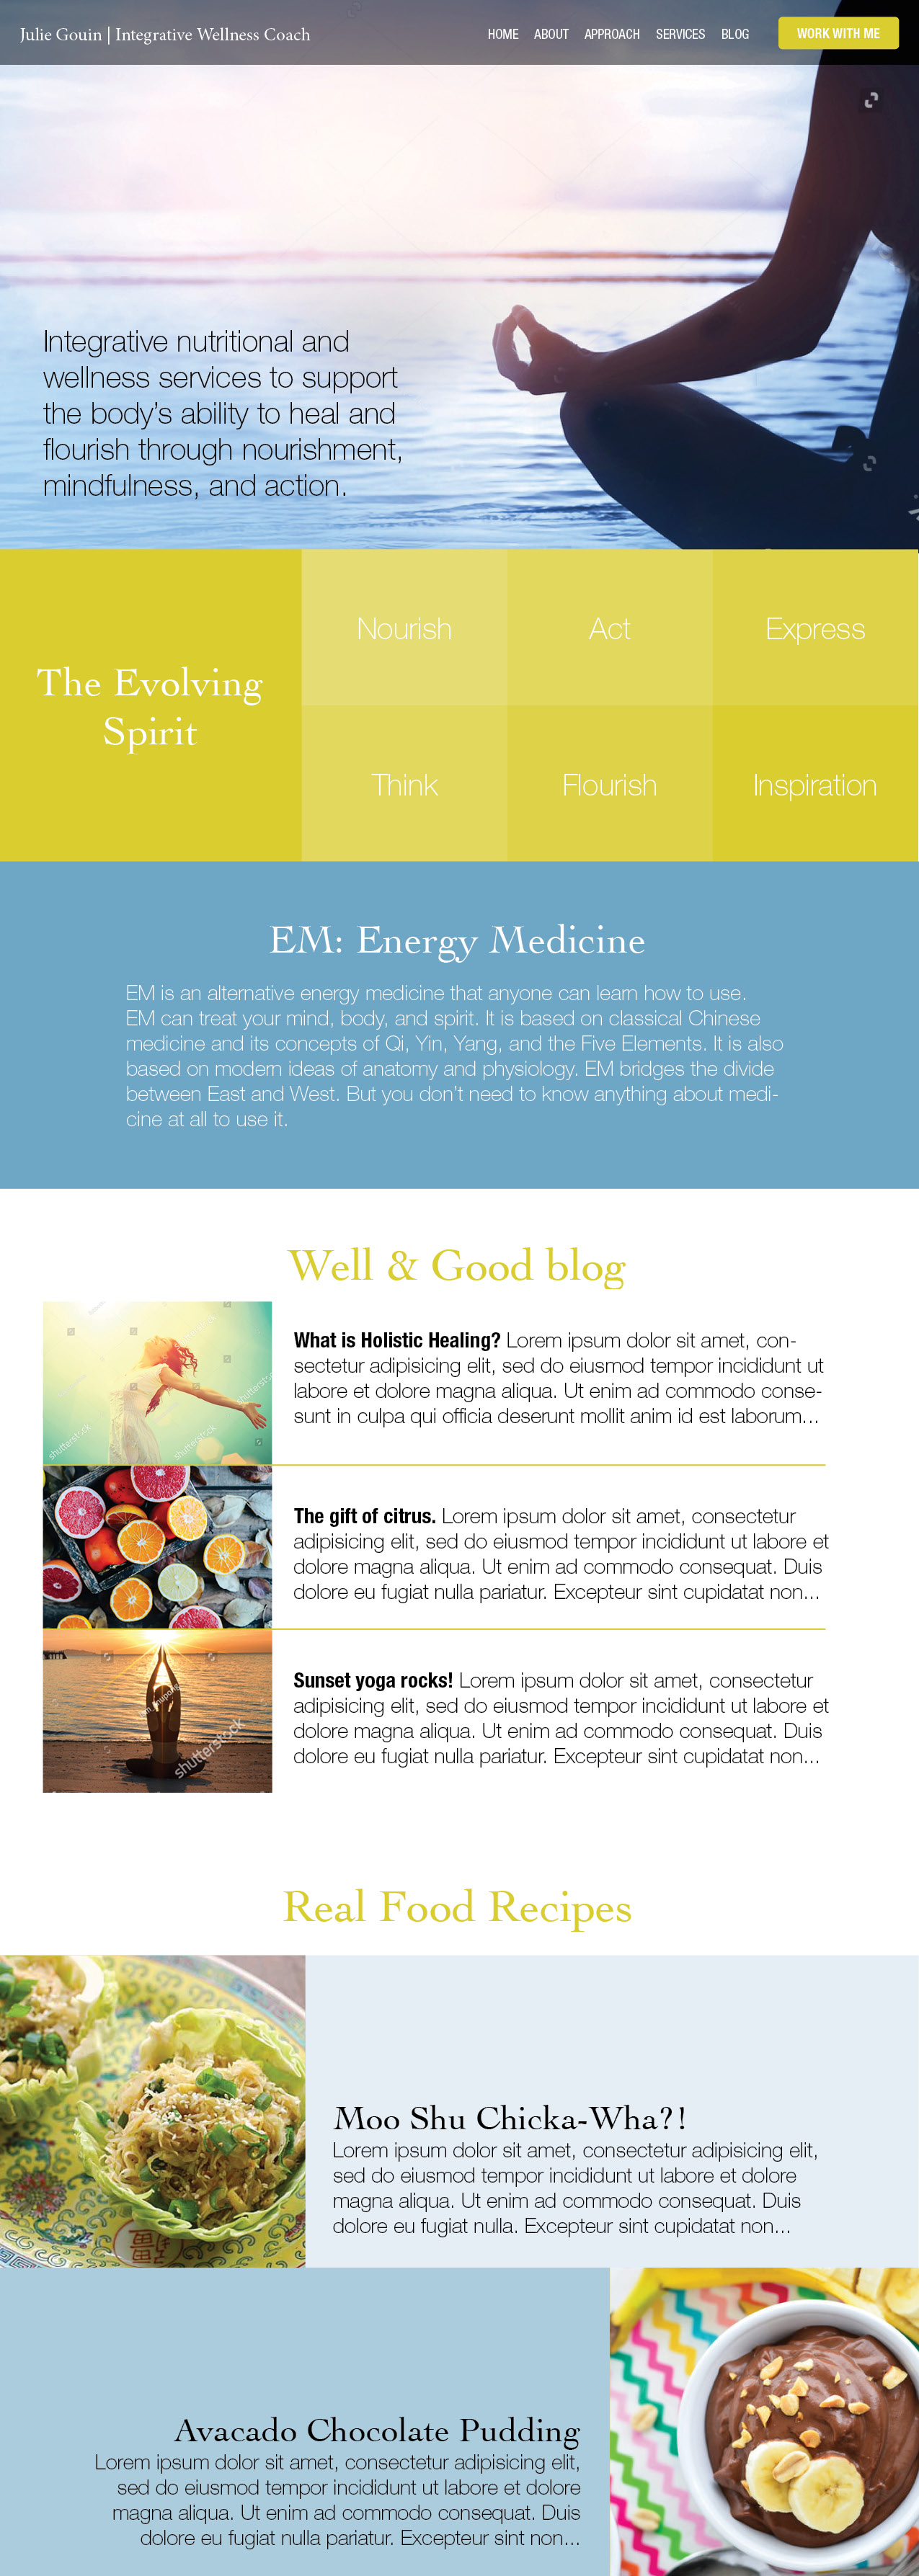 Julie Gouin | Integrative Wellness Coach
HOME ABOUT APPROACH SERVICES BLOG WORK WITH ME
Integrative nutritional and
wellness services to support
the body's ability to heal and
flourish through nourishment,
mindfulness, and action.
The Evolving
Spirit
Nourish
Act
Express
Think
Flourish
Inspiration
EM: Energy Medicine
EM is an alternative energy medicine that anyone can learn how to use.
EM can treat your mind, body, and spirit. It is based on classical Chinese
medicine and its concepts of Qi, Yin, Yang, and the Five Elements. It is also
based on modern ideas of anatomy and physiology. EM bridges the divide
between East and West. But you don't need to know anything about medi-
cine at all to use it.
Well & Good blog
What is Holistic Healing? Lorem ipsum dolor sit amet, con-
sectetur adipisicing elit, sed do eiusmod tempor incididunt ut
labore et dolore magna aliqua. Ut enim ad commodo conse-
sunt in culpa qui officia deserunt mollit anim id est laborum...
shutterstock
shutterstock
The gift of citrus. Lorem ipsum dolor sit amet, consectetur
adipisicing elit, sed do eiusmod tempor incididunt ut labore et
dolore magna aliqua. Ut enim ad commodo consequat. Duis
dolore eu fugiat nulla pariatur. Excepteur sint cupidatat non...
Sunset yoga rocks! Lorem ipsum dolor sit amet, consectetur
adipisicing elit, sed do eiusmod tempor incididunt ut labore et
dolore magna aliqua. Ut enim ad commodo consequat. Duis
dolore eu fugiat nulla pariatur. Excepteur sint cupidatat non...
shutterstock
Real Food Recipes
Moo Shu Chicka-Wha?!
Lorem ipsum dolor sit amet, consectetur adipisicing elit,
sed do eiusmod tempor incididunt ut labore et dolore
magna aliqua. Ut enim ad commodo consequat. Duis
dolore eu fugiat nulla. Excepteur sint cupidatat non...
Avacado Chocolate Pudding
Lorem ipsum dolor sit amet, consectetur adipisicing elit,
sed do eiusmod tempor incididunt ut labore et dolore
magna aliqua. Ut enim ad commodo consequat. Duis
dolore eu fugiat nulla pariatur. Excepteur sint non...